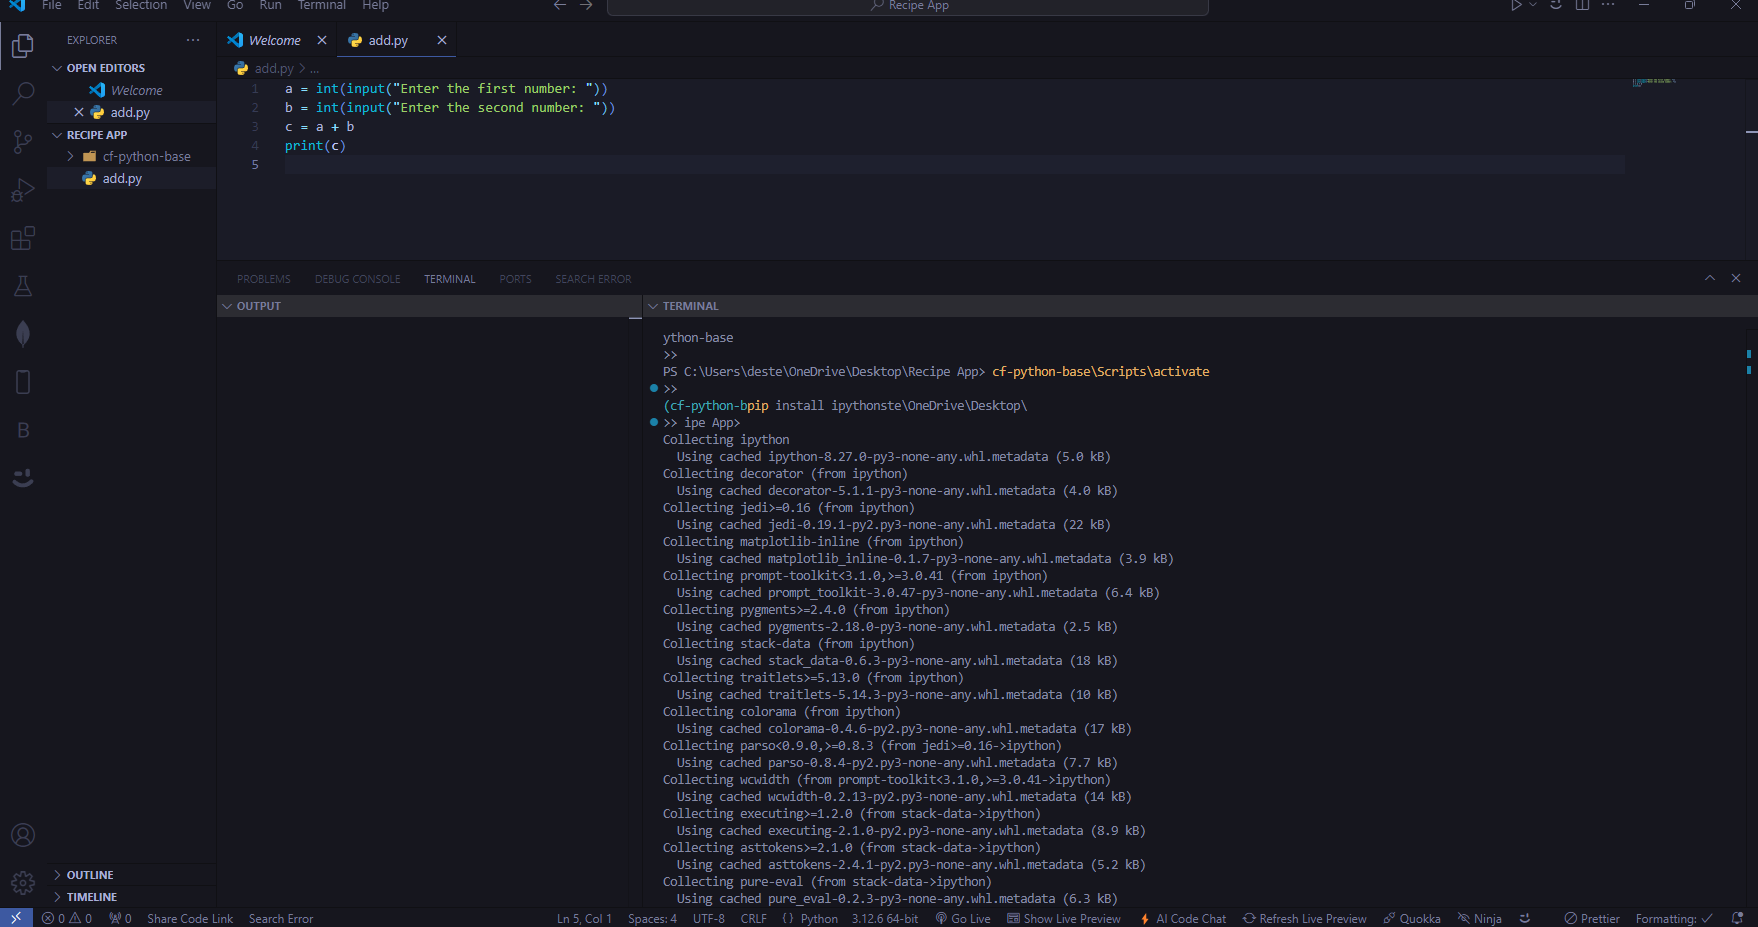 File Edit Selection View Go Run Terminal Help
Recipe App
EXPLORER
OPEN EDITORS
Welcome
add.py
RECIPE APP
cf-python-base
add.py
OUTLINE
TIMELINE
Welcome
add.py
add.py > ...
1 a = int(input("Enter the first number: "))
2 b = int(input("Enter the second number: "))
3 c = a + b
4 print(c)
5
PROBLEMS DEBUG CONSOLE TERMINAL PORTS SEARCH ERROR
OUTPUT
TERMINAL
ython-base
>>
PS C:\Users\deste\OneDrive\Desktop\Recipe App> cf-python-base\Scripts\activate
>>
(cf-python-bpip install ipythonste\OneDrive\Desktop\
>> ipe App>
Collecting ipython
Using cached ipython-8.27.0-py3-none-any.whl.metadata (5.0 kB)
Collecting decorator (from ipython)
Using cached decorator-5.1.1-py3-none-any.whl.metadata (4.0 kB)
Collecting jedi>=0.16 (from ipython)
Using cached jedi-0.19.1-py2.py3-none-any.whl.metadata (22 kB)
Collecting matplotlib-inline (from ipython)
Using cached matplotlib_inline-0.1.7-py3-none-any.whl.metadata (3.9 kB)
Collecting prompt-toolkit<3.1.0,>=3.0.41 (from ipython)
Using cached prompt_toolkit-3.0.47-py3-none-any.whl.metadata (6.4 kB)
Collecting pygments>=2.4.0 (from ipython)
Using cached pygments-2.18.0-py3-none-any.whl.metadata (2.5 kB)
Collecting stack-data (from ipython)
Using cached stack_data-0.6.3-py3-none-any.whl.metadata (18 kB)
Collecting traitlets>=5.13.0 (from ipython)
Using cached traitlets-5.14.3-py3-none-any.whl.metadata (10 kB)
Collecting colorama (from ipython)
Using cached colorama-0.4.6-py2.py3-none-any.whl.metadata (17 kB)
Collecting parso<0.9.0,>=0.8.3 (from jedi>=0.16->ipython)
Using cached parso-0.8.4-py2.py3-none-any.whl.metadata (7.7 kB)
Collecting wcwidth (from prompt-toolkit<3.1.0,>=3.0.41->ipython)
Using cached wcwidth-0.2.13-py2.py3-none-any.whl.metadata (14 kB)
Collecting executing>=1.2.0 (from stack-data->ipython)
Using cached executing-2.1.0-py2.py3-none-any.whl.metadata (8.9 kB)
Collecting asttokens>=2.1.0 (from stack-data->ipython)
Using cached asttokens-2.4.1-py2.py3-none-any.whl.metadata (5.2 kB)
Collecting pure-eval (from stack-data->ipython)
Using cached pure_eval-0.2.3-py3-none-any.whl.metadata (6.3 kB)
0 0 0 Share Code Link Search Error Ln 5, Col 1 Spaces: 4 UTF-8 CRLF { } Python 3.12.6 64-bit Go Live Show Live Preview AI Code Chat Refresh Live Preview Quokka Ninja Prettier Formatting: ✓